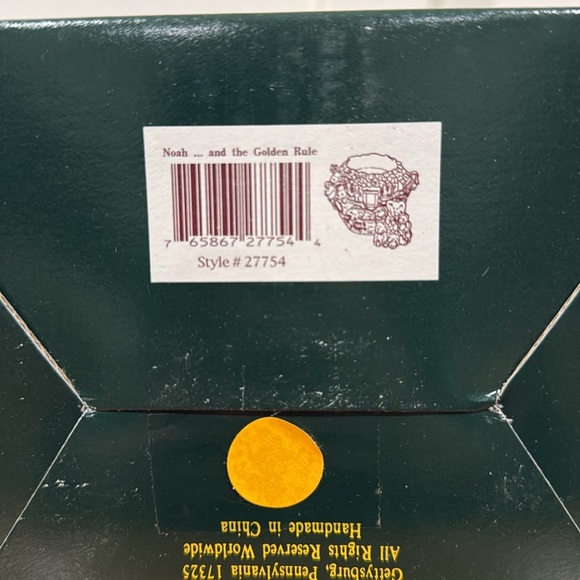 Noah ... and the Golden Rule
7 65867 27754 4
Style # 27754
Gettysburg, Pennsylvania 17325
All Rights Reserved Worldwide
Handmade in China